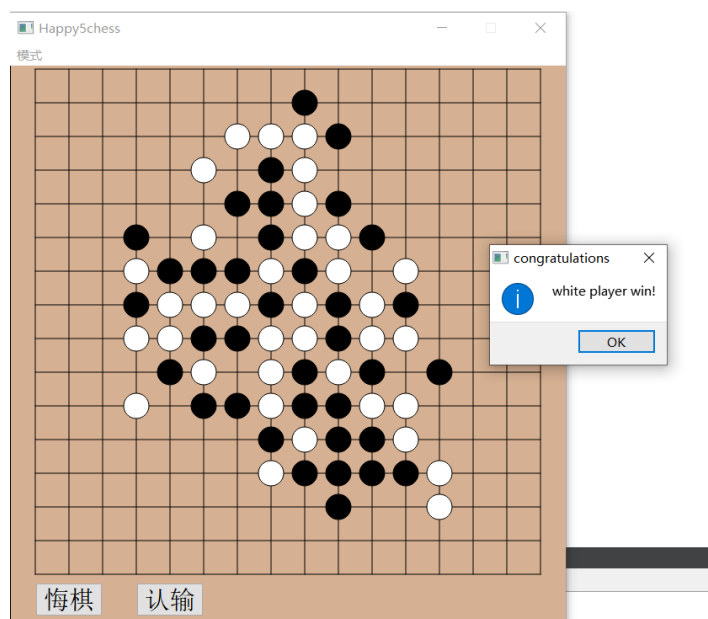 Happy5chess
模式
congratulations
white player win!
OK
悔棋
认输